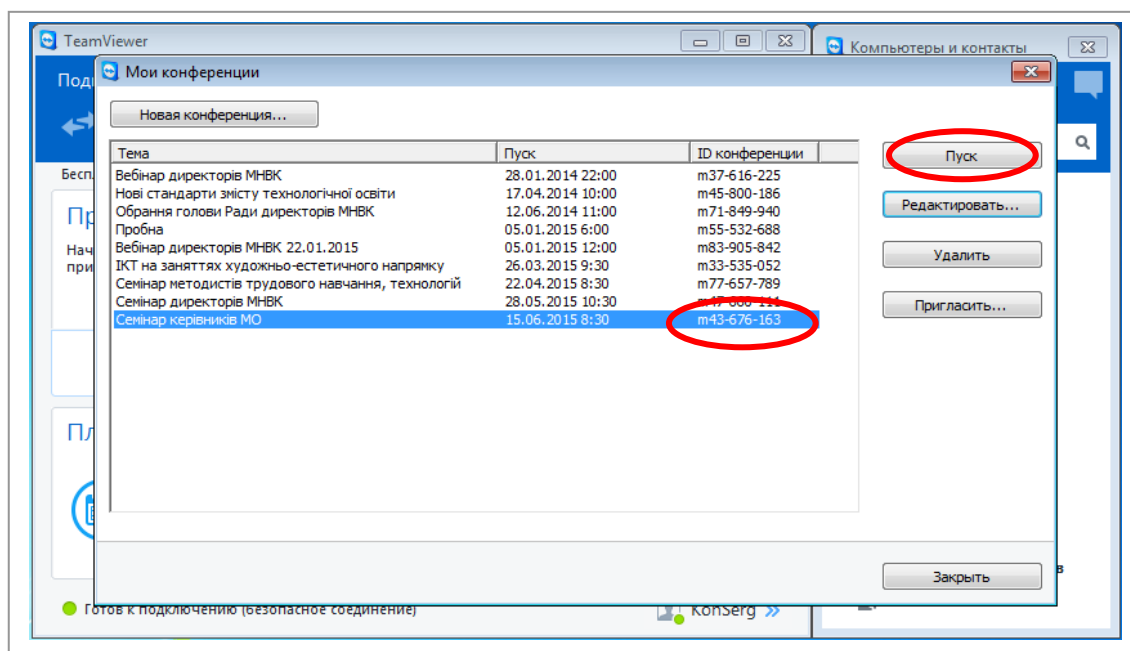 TeamViewer
Компьютеры и контакты
Мои конференции
Новая конференция...
Тема Пуск ID конференции
Вебінар директорів МНВК 28.01.2014 22:00 m37-616-225
Нові стандарти змісту технологічної освіти 17.04.2014 10:00 m45-800-186
Обрання голови Ради директорів МНВК 12.06.2014 11:00 m71-849-940
Пробна 05.01.2015 6:00 m55-532-688
Вебінар директорів МНВК 22.01.2015 05.01.2015 12:00 m83-905-842
ІКТ на заняттях художньо-естетичного напрямку 26.03.2015 9:30 m33-535-052
Семінар методистів трудового навчання, технологій 22.04.2015 8:30 m77-657-789
Семінар директорів МНВК 28.05.2015 10:30
Семінар керівників МО 15.06.2015 8:30 m43-676-163
Пуск
Редактировать...
Удалить
Пригласить...
Закрыть
Готов к подключению (безопасное соединение)
KonSerg